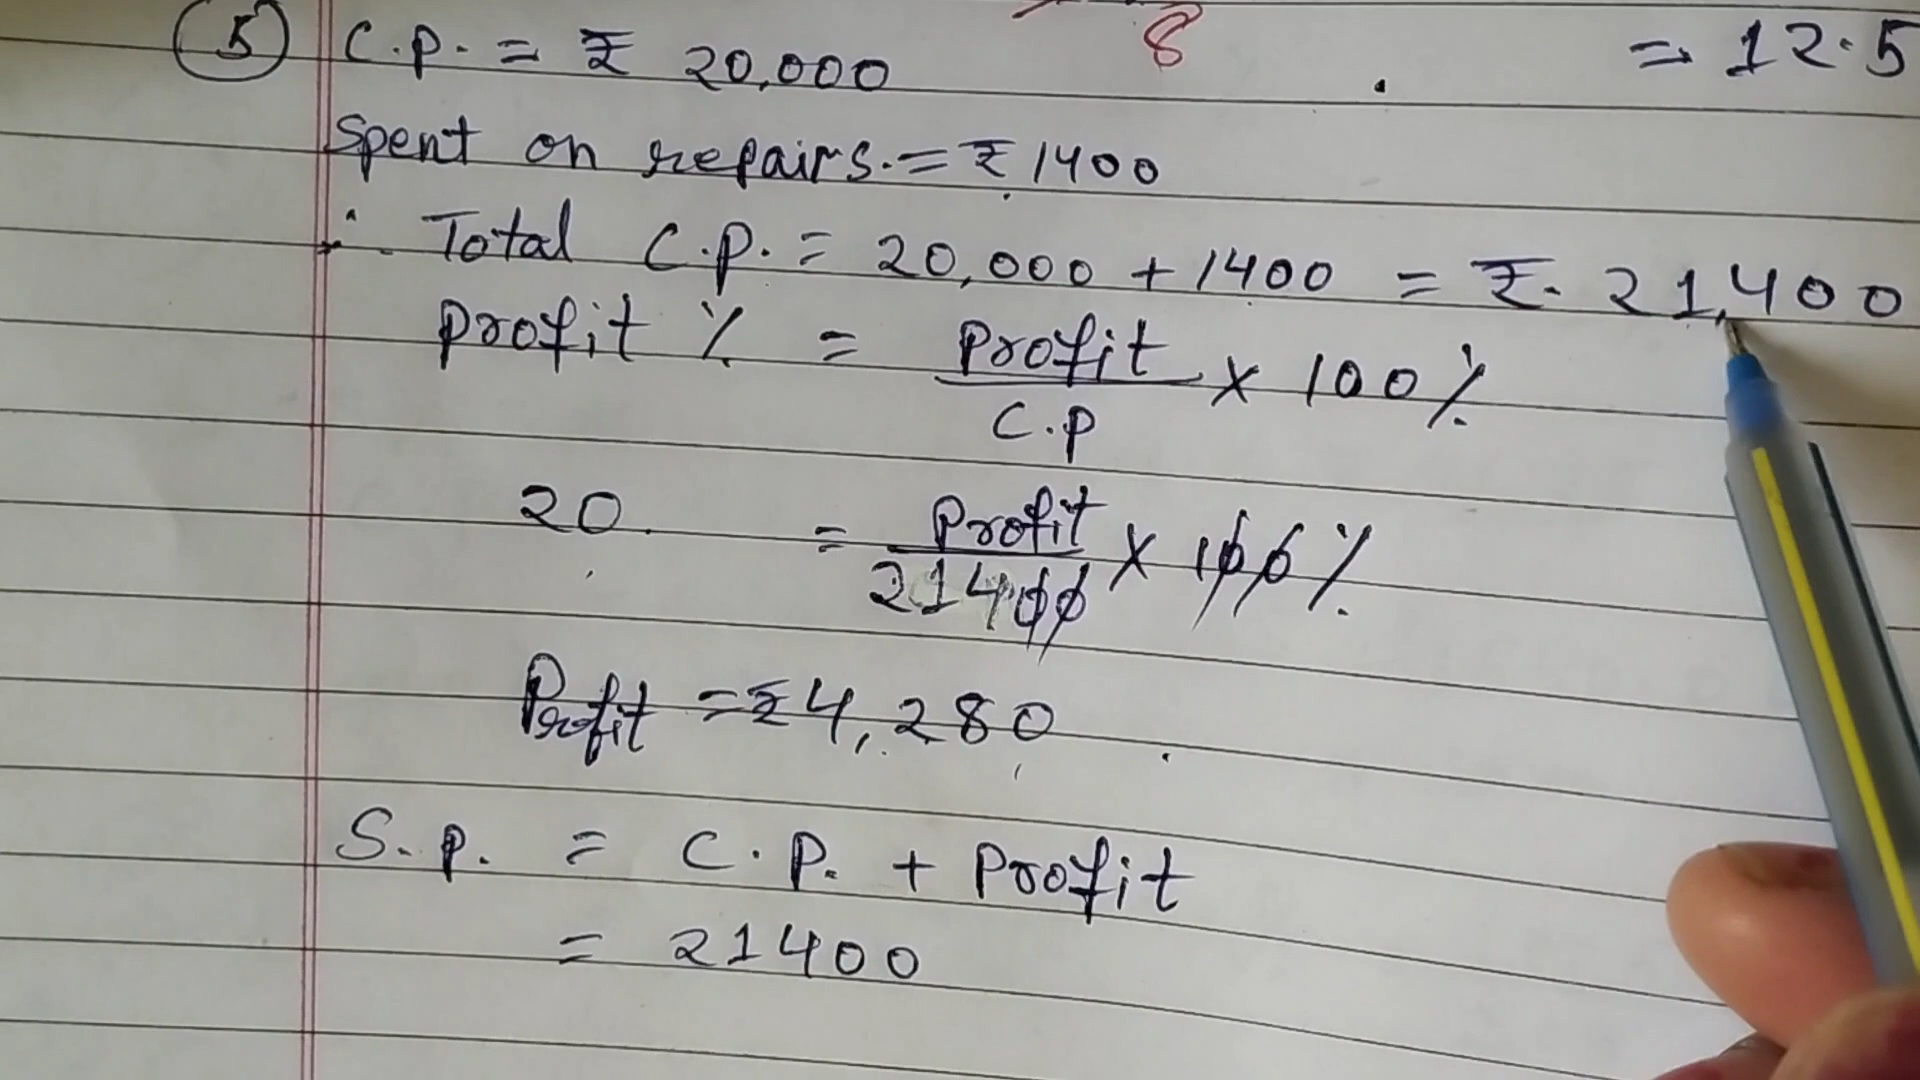 8 = 12.5
(5) C.P. = ₹ 20,000
Spent on repairs. = ₹ 1400
∴ Total C.P. = 20,000 + 1400 = ₹. 21,400
Profit % = Profit / C.P × 100 %
20 = Profit / 21400 × 100 %
Profit = ₹ 4,280
S.P. = C.P. + Profit
= 21400